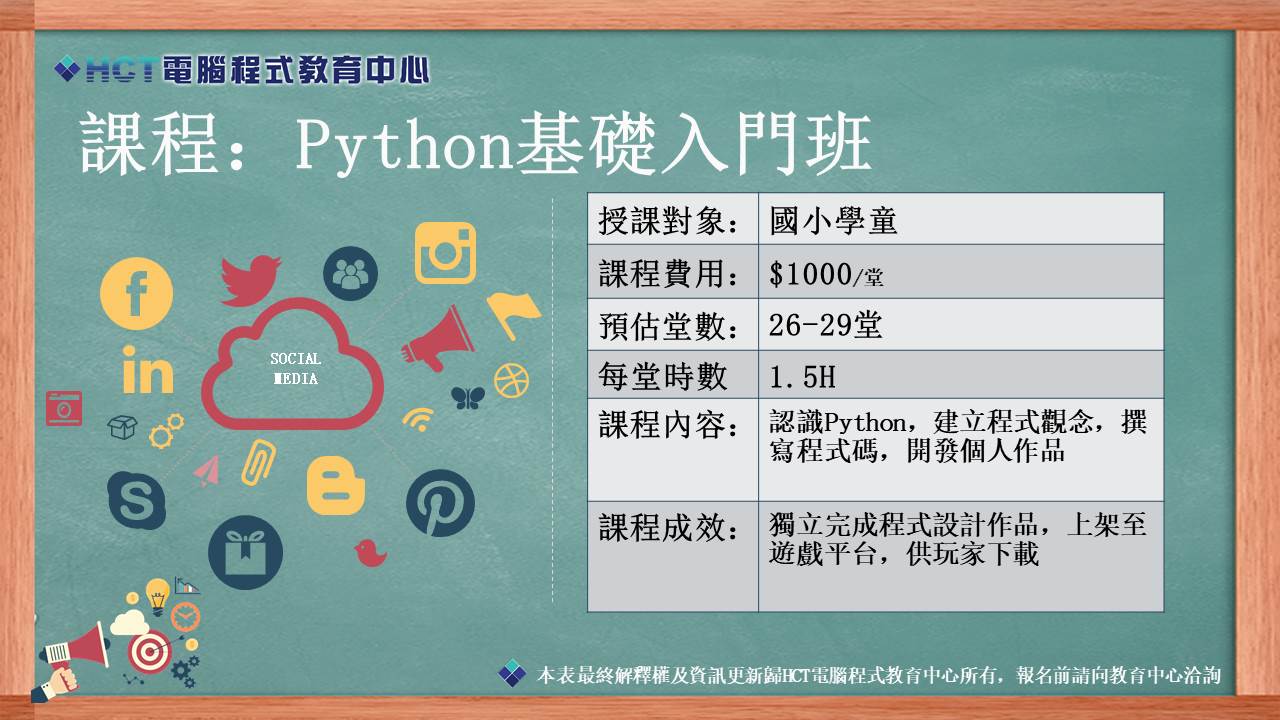 HCT電腦程式教育中心
課程：Python基礎入門班
授課對象：國小學童
課程費用：$1000/堂
預估堂數：26-29堂
每堂時數 1.5H
課程內容：認識Python，建立程式觀念，撰
寫程式碼，開發個人作品
課程成效：獨立完成程式設計作品，上架至
遊戲平台，供玩家下載
SOCIAL
MEDIA
本表最終解釋權及資訊更新歸HCT電腦程式教育中心所有，報名前請向教育中心洽詢